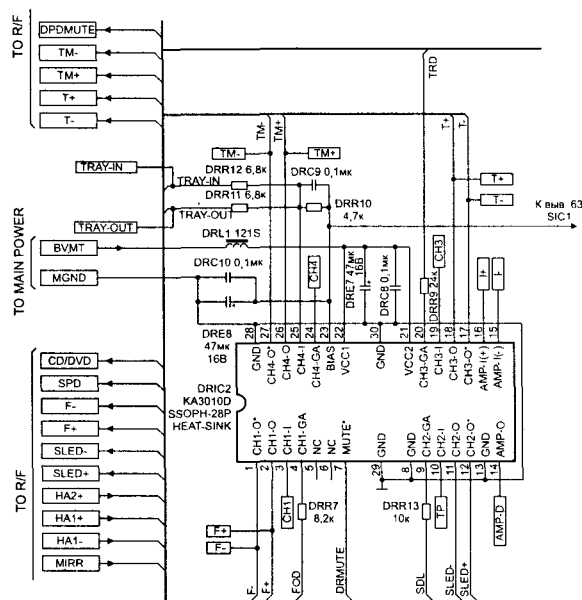 TO R/F
DPDMUTE
TM-
TM+
T+
T-
TRD
TM-
TM+
T+
T-
TM-
TM+
T+
T-
TRAY-IN
TRAY-IN
DRR12 6,8к
DRC9 0,1мк
DRR11 6,8к
TRAY-OUT
TRAY-OUT
DRR10
4,7к
К выв 63
SIC1
TO MAIN POWER
BVMT
MGND
DRL1 121S
DRC10 0,1мк
DRE8
47мк
16В
CH4
DRE7 47мк
16В
DRC8 0,1мк
DRR9 24к
CH3
I+
I-
28 27 26 25 24 23 22 30 21 20 19 18 17 16 15
GND CH4-O* CH4-O CH4-I CH4-GA BIAS VCC1 GND VCC2 CH3-GA CH3-I CH3-O CH3-O* AMP-I(+) AMP-I(-)
DRIC2
KA3010D
SSOPH-28P
HEAT-SINK
CH1-O* CH1-O CH1-I CH1-GA NC NC MUTE* GND GND CH2-GA CH2-I CH2-O CH2-O* GND AMP-O
1 2 3 4 5 6 7 29 8 9 10 11 12 13 14
TO R/F
CD/DVD
SPD
F-
F+
SLED-
SLED+
HA2+
HA1+
HA1-
MIRR
F+
F-
CH1
DRR7
8,2к
DRR13
10к
TP
AMP-D
F-
F+
FOD
DRMUTE
SDL
SLED-
SLED+